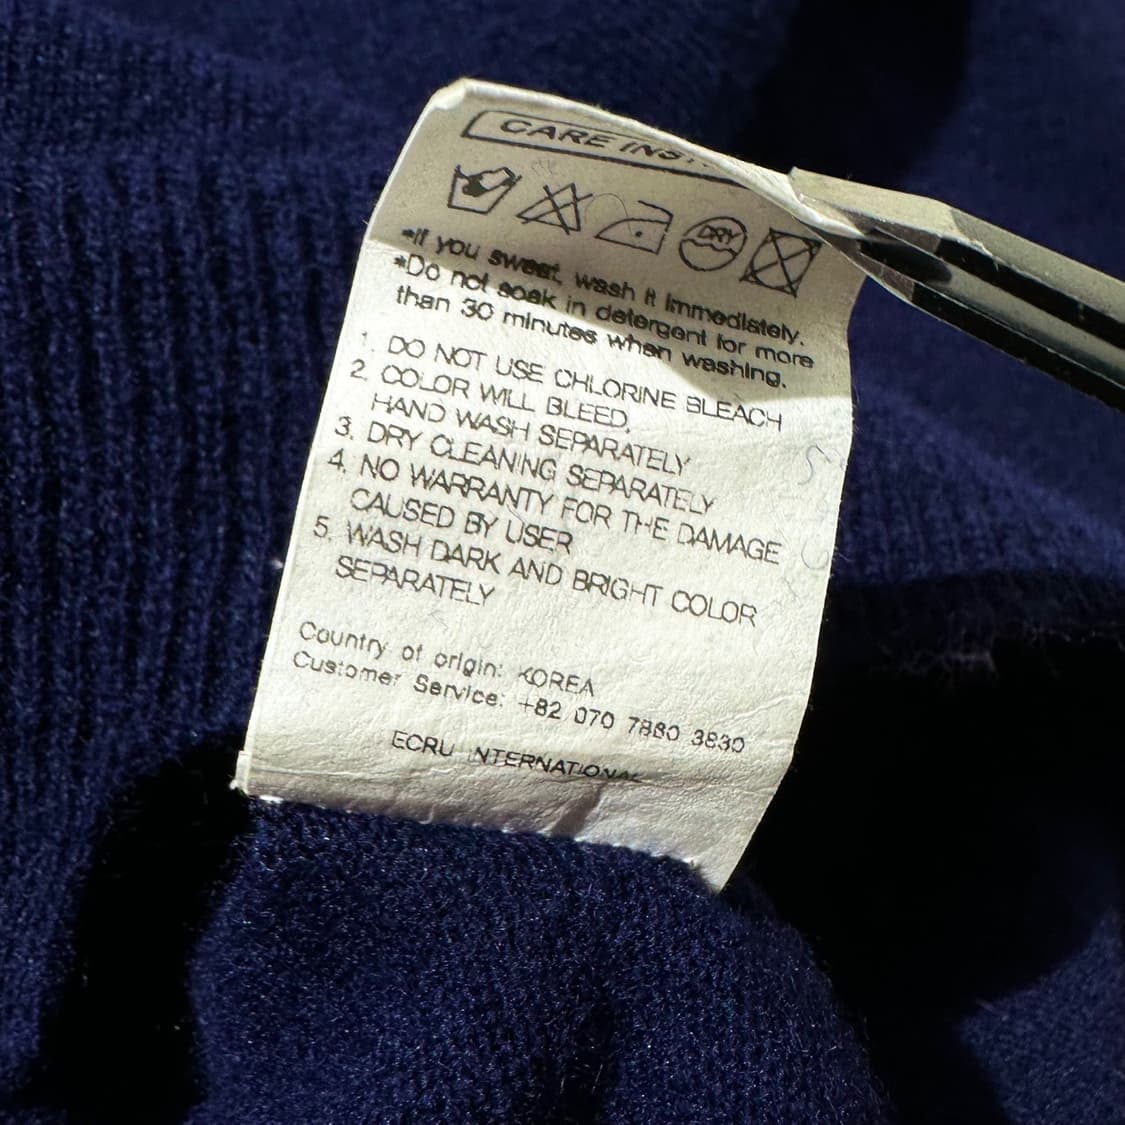 CARE
DRY
*If you sweat, wash it immediately.
*Do not soak in detergent for more
than 30 minutes when washing.
1. DO NOT USE CHLORINE BLEACH
2. COLOR WILL BLEED,
HAND WASH SEPARATELY
3. DRY CLEANING SEPARATELY
4. NO WARRANTY FOR THE DAMAGE
CAUSED BY USER
5. WASH DARK AND BRIGHT COLOR
SEPARATELY
Country of origin: KOREA
Customer Service: +82 070 7880 3830
ECRU INTERNATIONAL